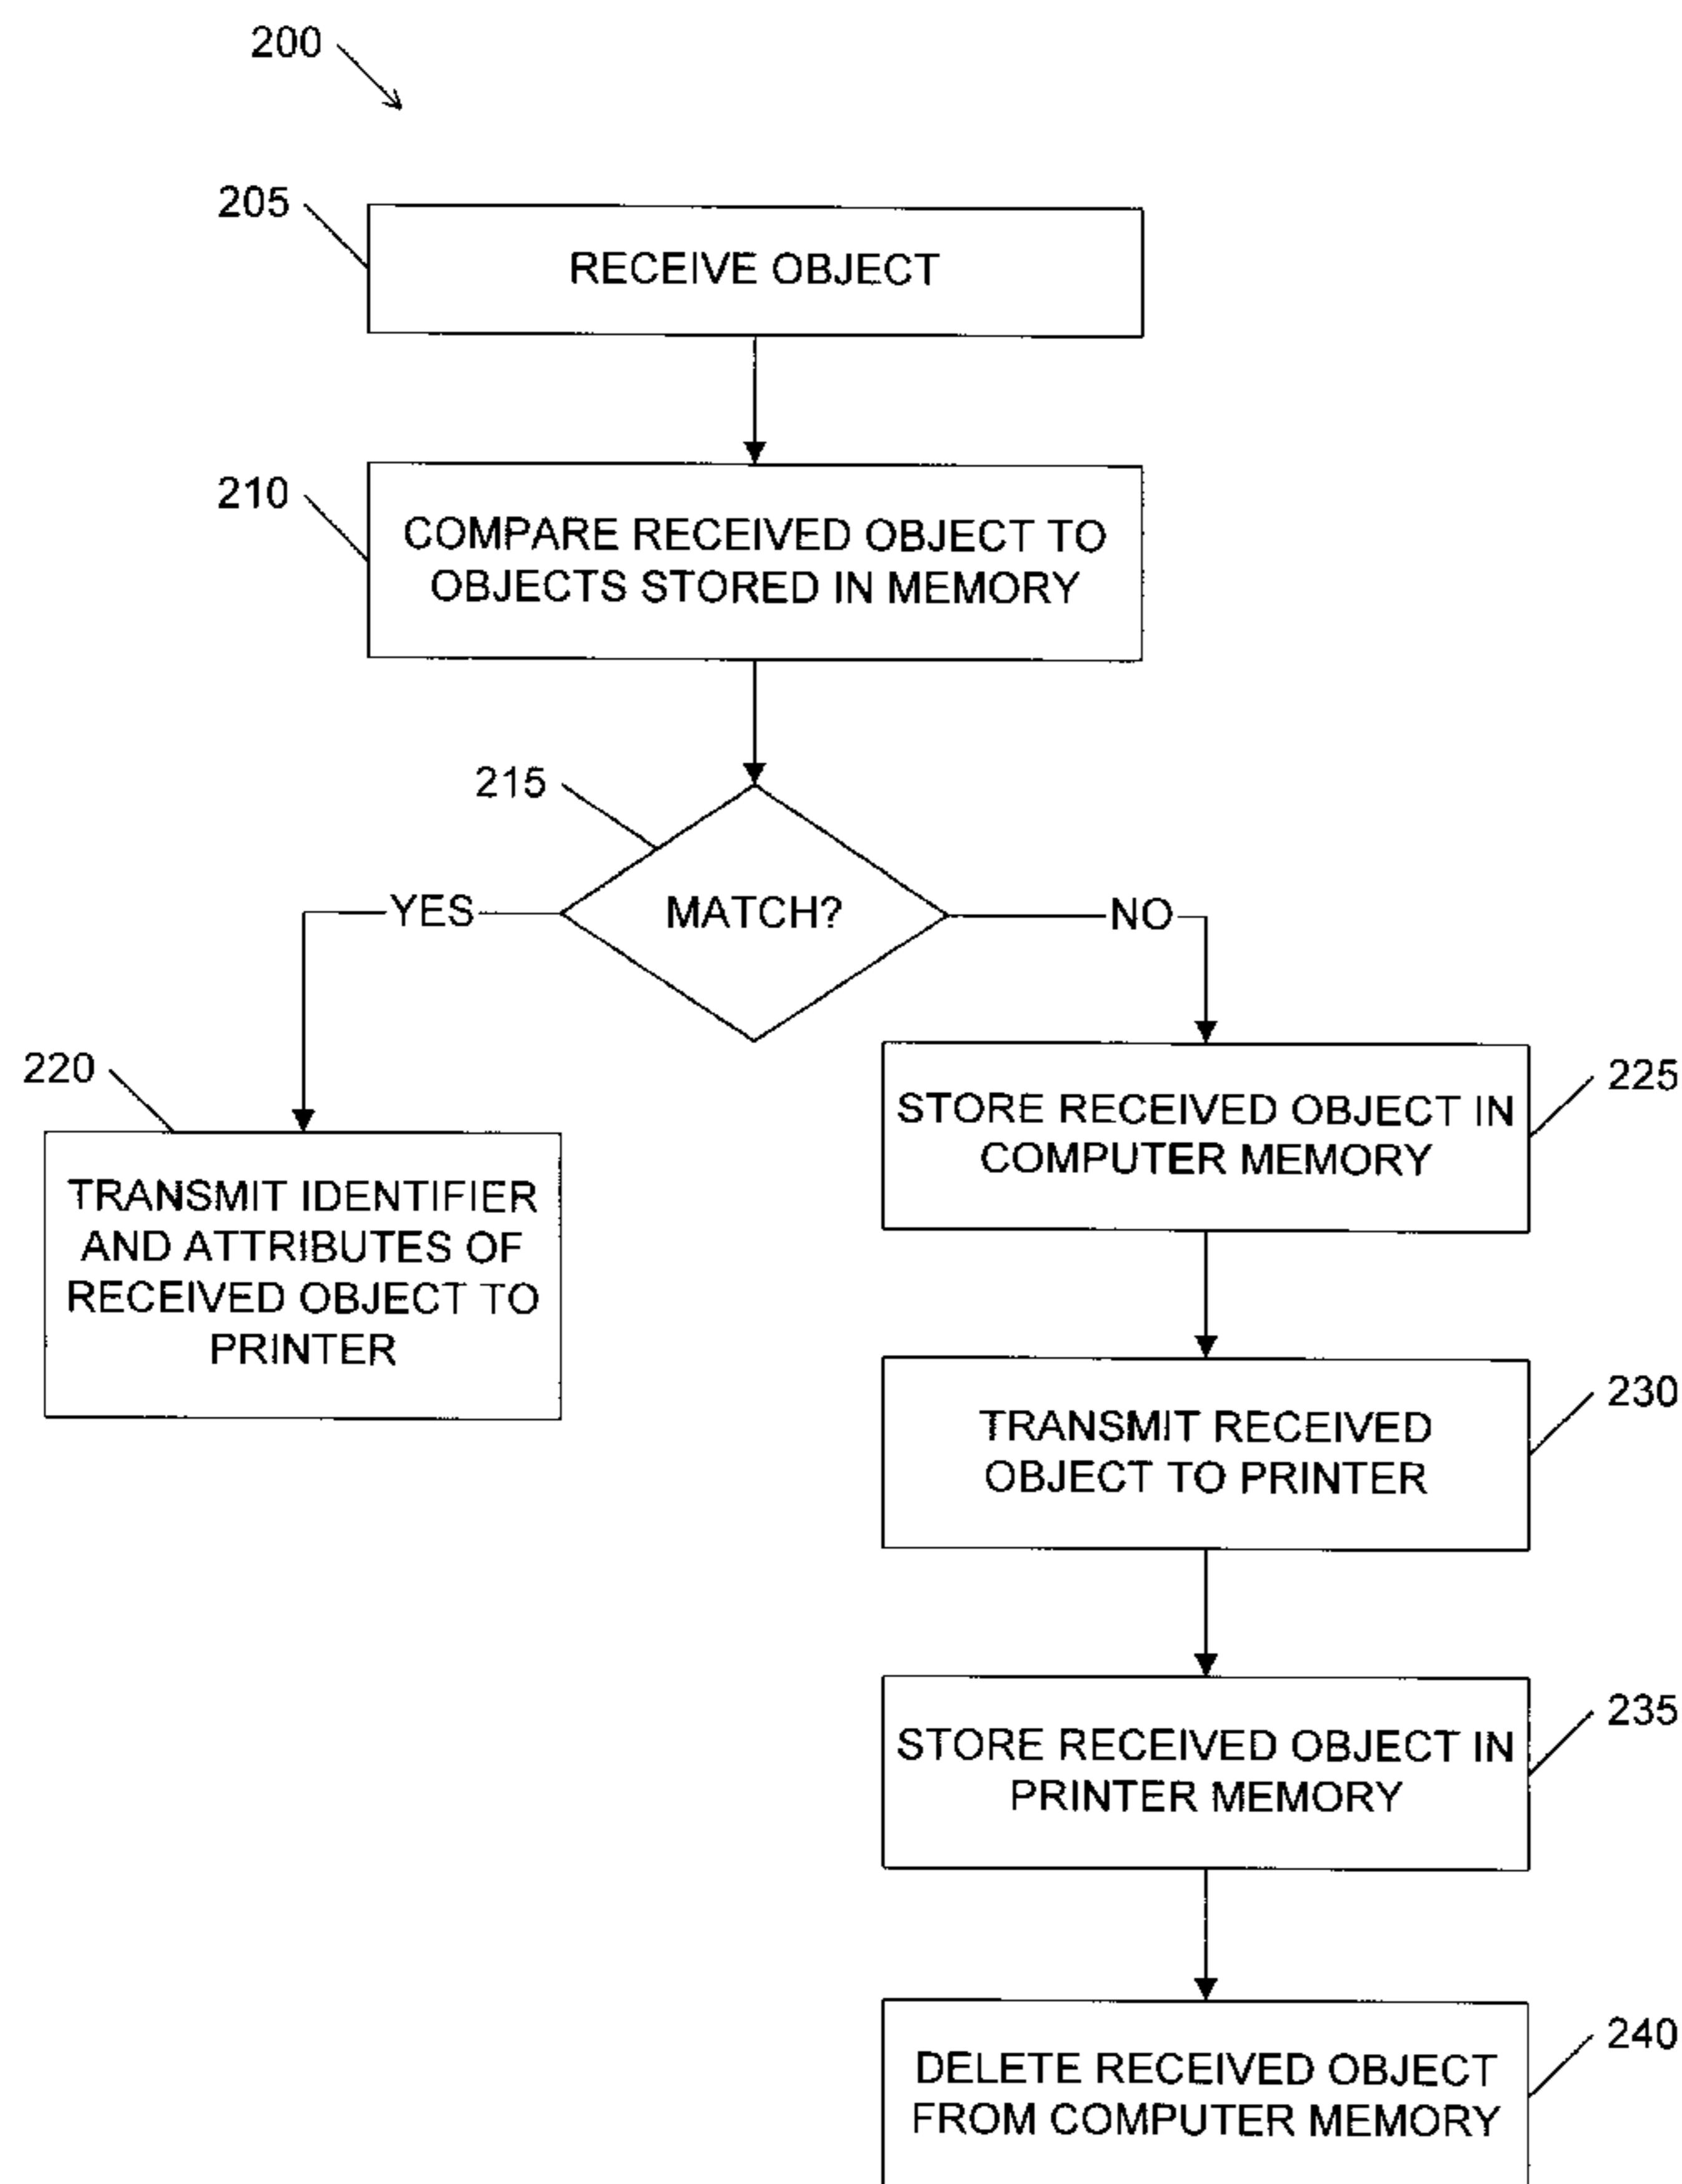 200
205
RECEIVE OBJECT
210
COMPARE RECEIVED OBJECT TO
OBJECTS STORED IN MEMORY
215
MATCH?
YES
NO
220
TRANSMIT IDENTIFIER
AND ATTRIBUTES OF
RECEIVED OBJECT TO
PRINTER
225
STORE RECEIVED OBJECT IN
COMPUTER MEMORY
230
TRANSMIT RECEIVED
OBJECT TO PRINTER
235
STORE RECEIVED OBJECT IN
PRINTER MEMORY
240
DELETE RECEIVED OBJECT
FROM COMPUTER MEMORY